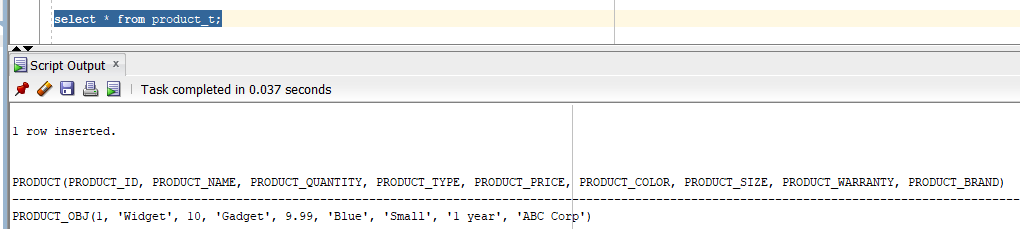 select * from product_t;
Script Output x
Task completed in 0.037 seconds
1 row inserted.
PRODUCT(PRODUCT_ID, PRODUCT_NAME, PRODUCT_QUANTITY, PRODUCT_TYPE, PRODUCT_PRICE, PRODUCT_COLOR, PRODUCT_SIZE, PRODUCT_WARRANTY, PRODUCT_BRAND)
--------------------------------------------------------------------------------------------------------------------------------------------
PRODUCT_OBJ(1, 'Widget', 10, 'Gadget', 9.99, 'Blue', 'Small', '1 year', 'ABC Corp')